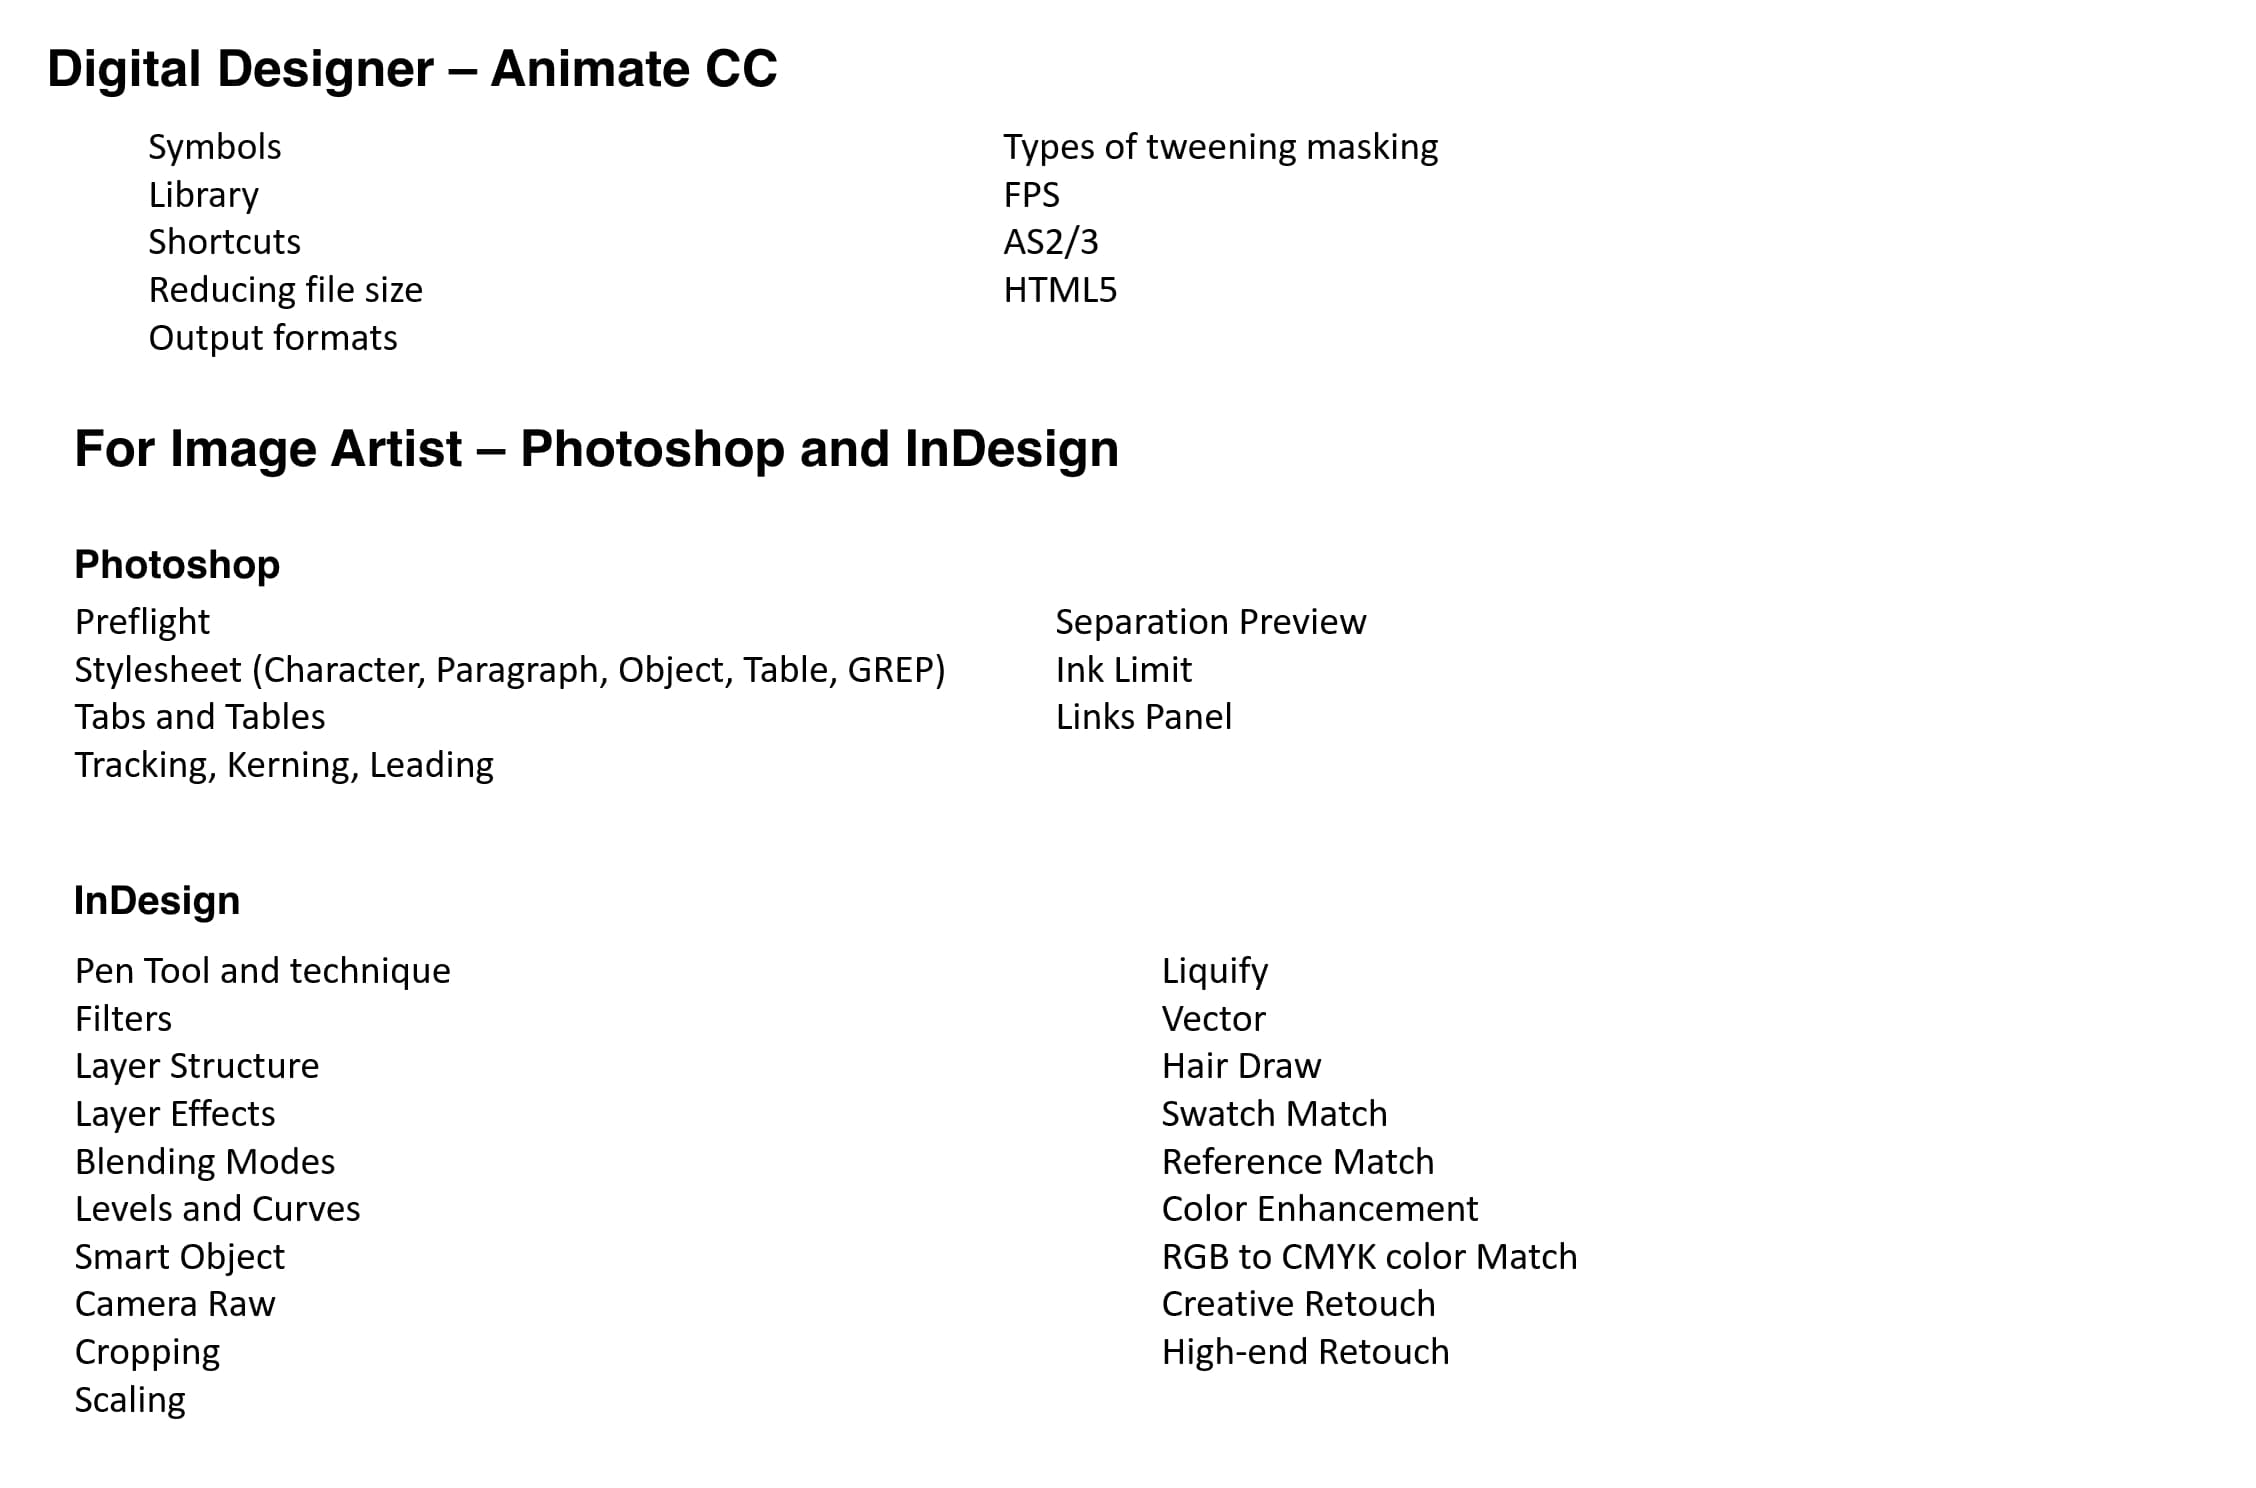 Digital Designer – Animate CC
Symbols
Library
Shortcuts
Reducing file size
Output formats
Types of tweening masking
FPS
AS2/3
HTML5
For Image Artist – Photoshop and InDesign
Photoshop
Preflight
Stylesheet (Character, Paragraph, Object, Table, GREP)
Tabs and Tables
Tracking, Kerning, Leading
Separation Preview
Ink Limit
Links Panel
InDesign
Pen Tool and technique
Filters
Layer Structure
Layer Effects
Blending Modes
Levels and Curves
Smart Object
Camera Raw
Cropping
Scaling
Liquify
Vector
Hair Draw
Swatch Match
Reference Match
Color Enhancement
RGB to CMYK color Match
Creative Retouch
High-end Retouch